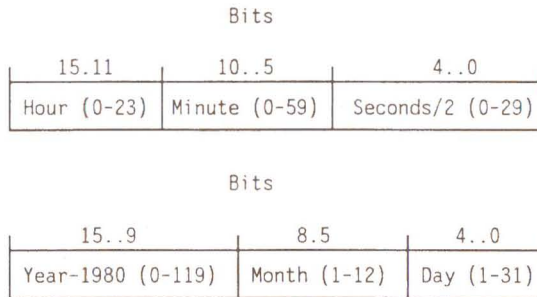 Bits
15.11 10..5 4..0
Hour (0-23) Minute (0-59) Seconds/2 (0-29)
Bits
15..9 8.5 4..0
Year-1980 (0-119) Month (1-12) Day (1-31)